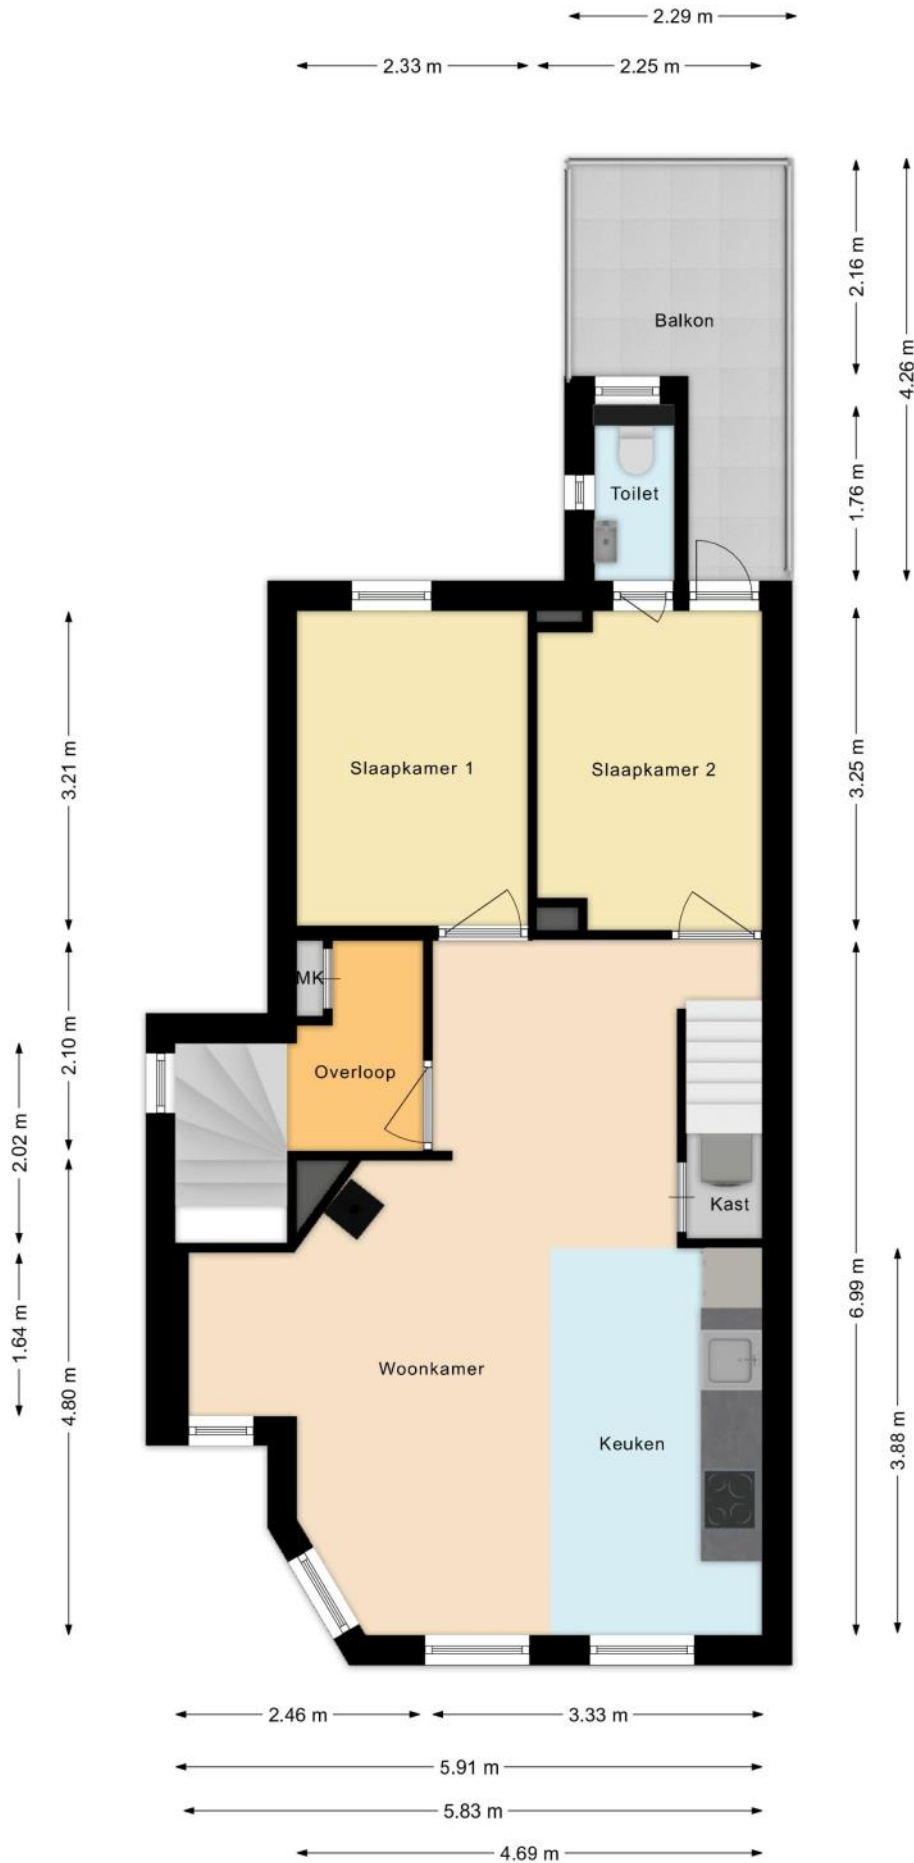 2.29 m
2.33 m
2.25 m
2.16 m
4.26 m
Balkon
1.76 m
Toilet
3.21 m
Slaapkamer 1
Slaapkamer 2
3.25 m
MK
2.10 m
Overloop
2.02 m
Kast
1.64 m
6.99 m
Woonkamer
4.80 m
Keuken
3.88 m
2.46 m
3.33 m
5.91 m
5.83 m
4.69 m